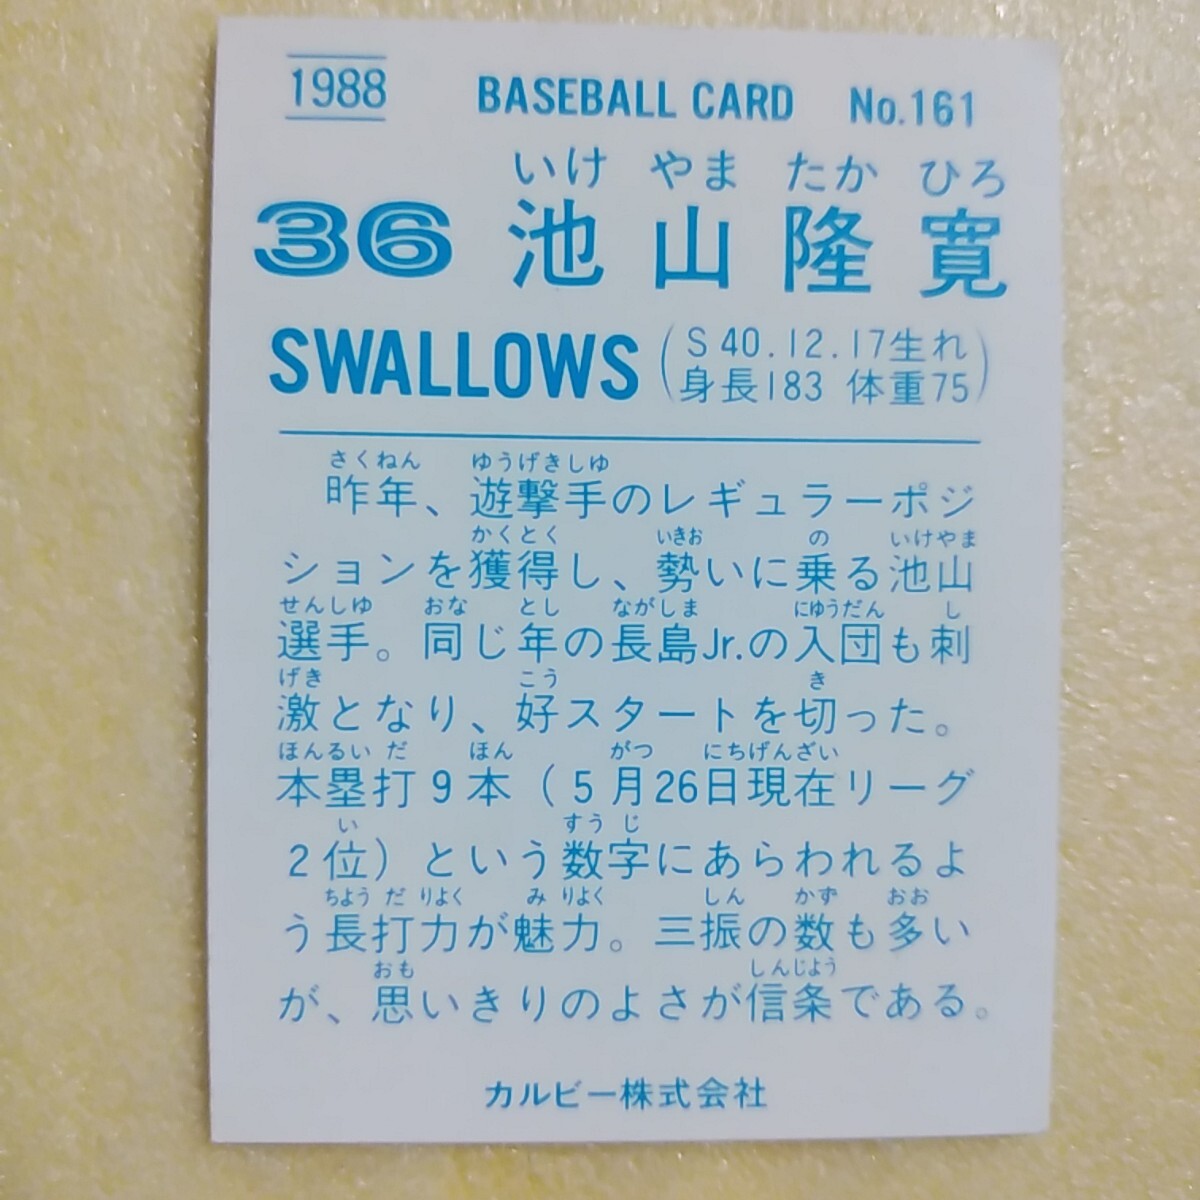 1988 BASEBALL CARD No.161
いけ やま たか ひろ
36 池山隆寛
SWALLOWS (S40.12.17生れ
身長183 体重75)
さくねん ゆうげきしゆ
昨年、遊撃手のレギュラーポジ
かくとく いきお の いけやま
ションを獲得し、勢いに乗る池山
せんしゆ おな とし ながしま にゆうだん し
選手。同じ年の長島Jr.の入団も刺
げき こう き
激となり、好スタートを切った。
ほんるい だ ほん がつ にちげんざい
本塁打9本(5月26日現在リーグ
い すう じ
2位)という数字にあらわれるよ
ちよう だ りよく み りよく しん かず おお
う長打力が魅力。三振の数も多い
おも しんじよう
が、思いきりのよさが信条である。
カルビー株式会社